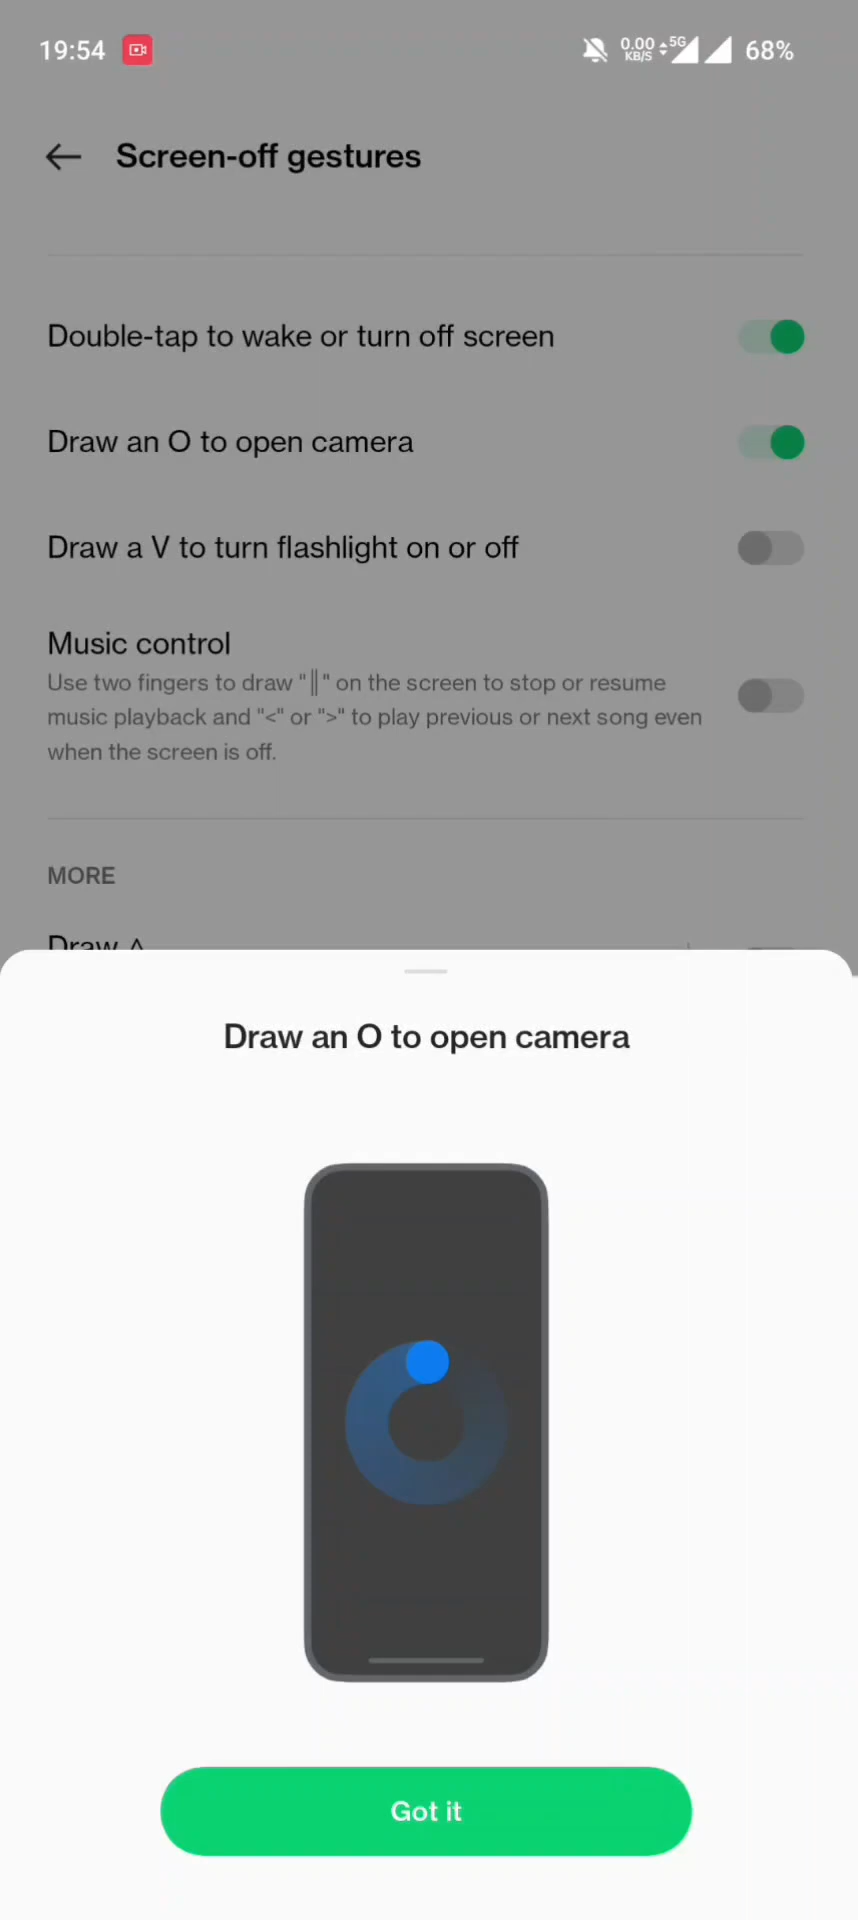 19:54
0.00 KB/S 5G 68%
Screen-off gestures
Double-tap to wake or turn off screen
Draw an O to open camera
Draw a V to turn flashlight on or off
Music control
Use two fingers to draw "||" on the screen to stop or resume
music playback and "<" or ">" to play previous or next song even
when the screen is off.
MORE
Draw ^
Draw an O to open camera
Got it